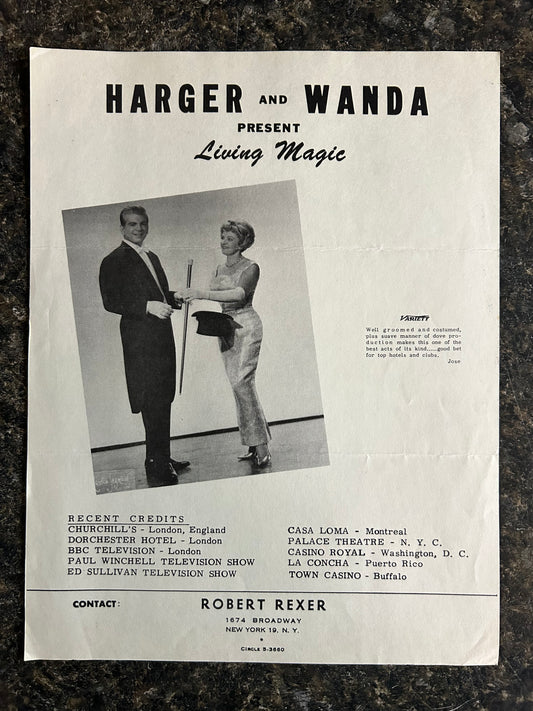 HARGER AND WANDA
PRESENT
Living Magic
VARIETY
Well groomed and costumed,
plus suave manner of dove pro-
duction makes this one of the
best acts of its kind.....good bet
for top hotels and clubs.
Jose
RECENT CREDITS
CHURCHILL'S - London, England
DORCHESTER HOTEL - London
BBC TELEVISION - London
PAUL WINCHELL TELEVISION SHOW
ED SULLIVAN TELEVISION SHOW
CASA LOMA - Montreal
PALACE THEATRE - N. Y. C.
CASINO ROYAL - Washington, D. C.
LA CONCHA - Puerto Rico
TOWN CASINO - Buffalo
CONTACT:
ROBERT REXER
1674 BROADWAY
NEW YORK 19, N. Y.
CIRCLE 5-3660